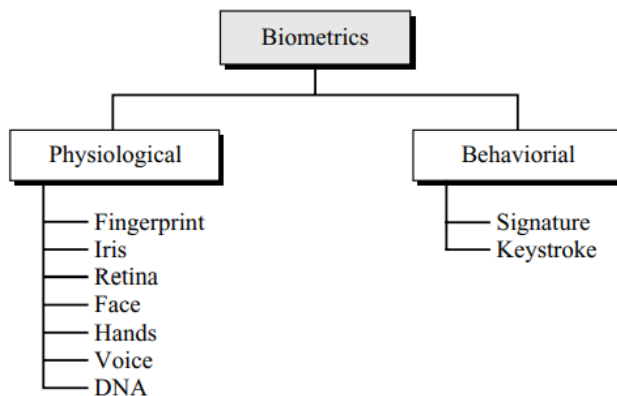 Biometrics
Physiological
Behaviorial
Fingerprint
Iris
Retina
Face
Hands
Voice
DNA
Signature
Keystroke